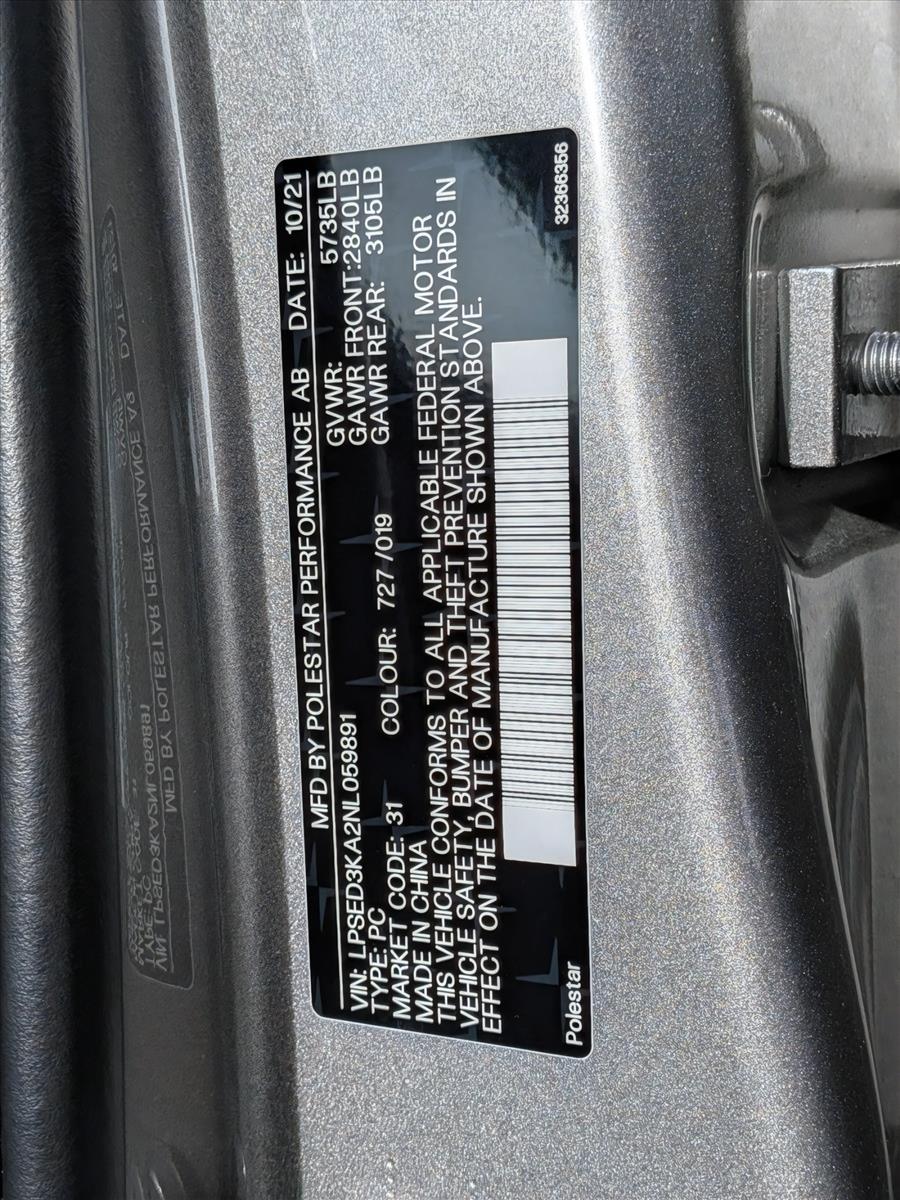 MFD BY POLESTAR PERFORMANCE AB DATE: 10/21
VIN: LPSED3KA2NL059891 GVWR: 5735LB
TYPE: PC COLOUR: 727/019 GAWR FRONT:2840LB
MARKET CODE: 31 GAWR REAR: 3105LB
MADE IN CHINA
THIS VEHICLE CONFORMS TO ALL APPLICABLE FEDERAL MOTOR
VEHICLE SAFETY, BUMPER AND THEFT PREVENTION STANDARDS IN
EFFECT ON THE DATE OF MANUFACTURE SHOWN ABOVE.
Polestar 32366356